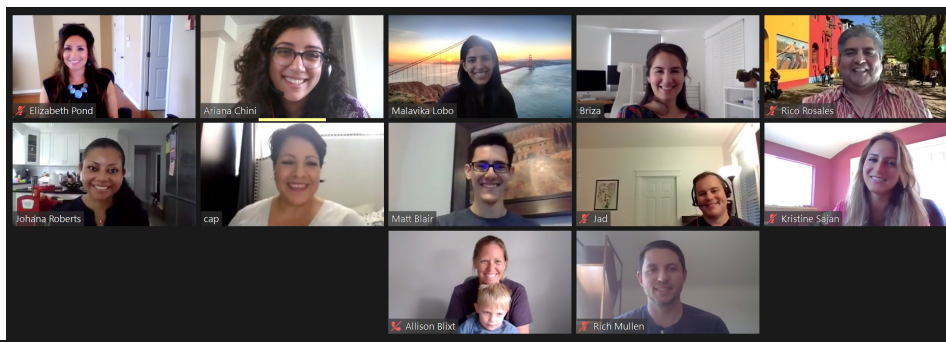 Elizabeth Pond
Ariana Chini
Malavika Lobo
Briza
Rico Rosales
Johana Roberts
cap
Matt Blair
Jad
Kristine Sajan
Allison Blixt
Rich Mullen